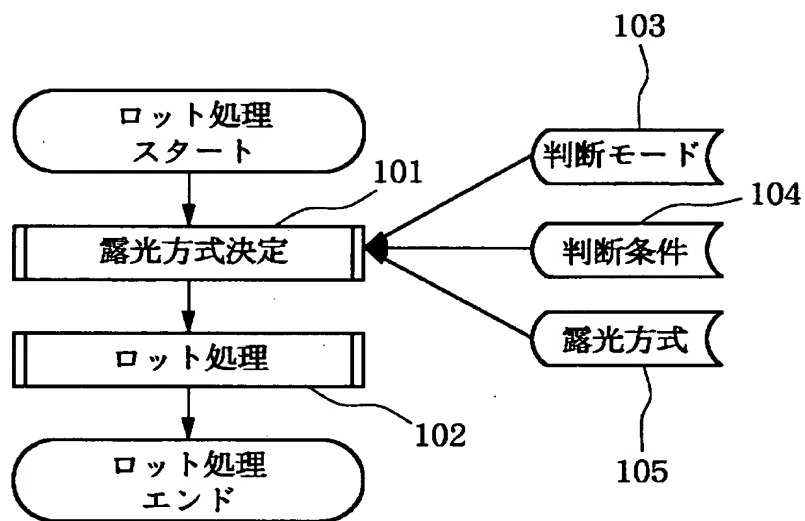 103
ロット処理
スタート
判断モード
101
104
露光方式決定
判断条件
ロット処理
露光方式
102
105
ロット処理
エンド